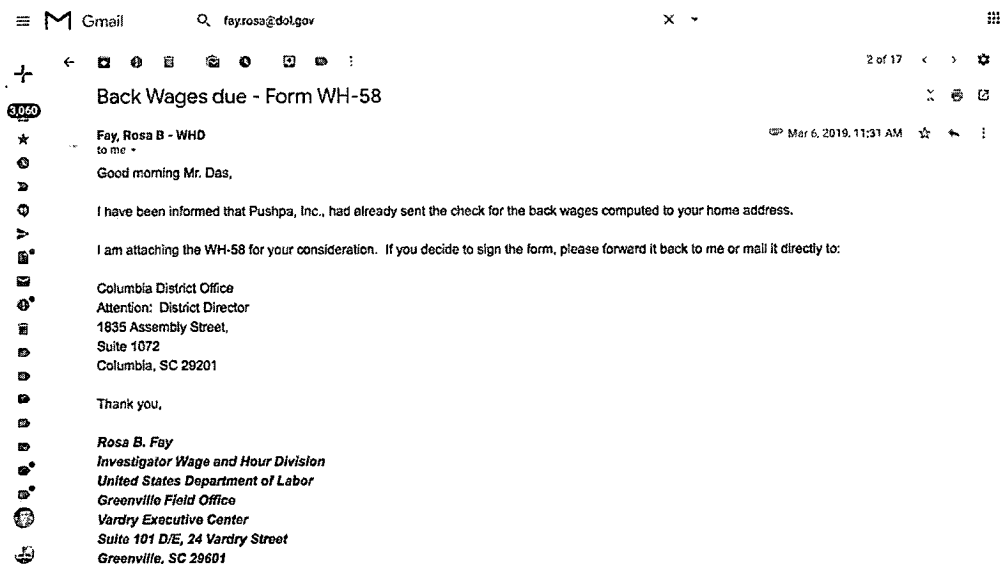 Gmail
fay.rosa@dol.gov
2 of 17
Back Wages due - Form WH-58
3,060
Fay, Rosa B - WHD
Mar 6, 2019, 11:31 AM
to me
Good morning Mr. Das,
I have been informed that Pushpa, Inc., had already sent the check for the back wages computed to your home address.
I am attaching the WH-58 for your consideration. If you decide to sign the form, please forward it back to me or mail it directly to:
Columbia District Office
Attention: District Director
1835 Assembly Street,
Suite 1072
Columbia, SC 29201
Thank you,
Rosa B. Fay
Investigator Wage and Hour Division
United States Department of Labor
Greenville Field Office
Vardry Executive Center
Suite 101 D/E, 24 Vardry Street
Greenville, SC 29601